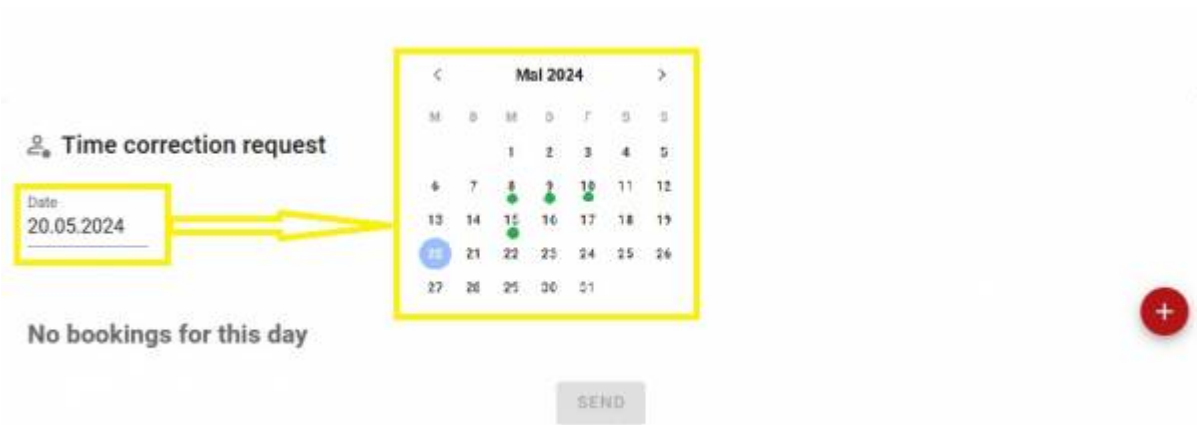 Mai 2024
M D M D F S S
1 2 3 4 5
6 7 8 9 10 11 12
13 14 15 16 17 18 19
20 21 22 23 24 25 26
27 28 29 30 31
Time correction request
Date
20.05.2024
No bookings for this day
SEND